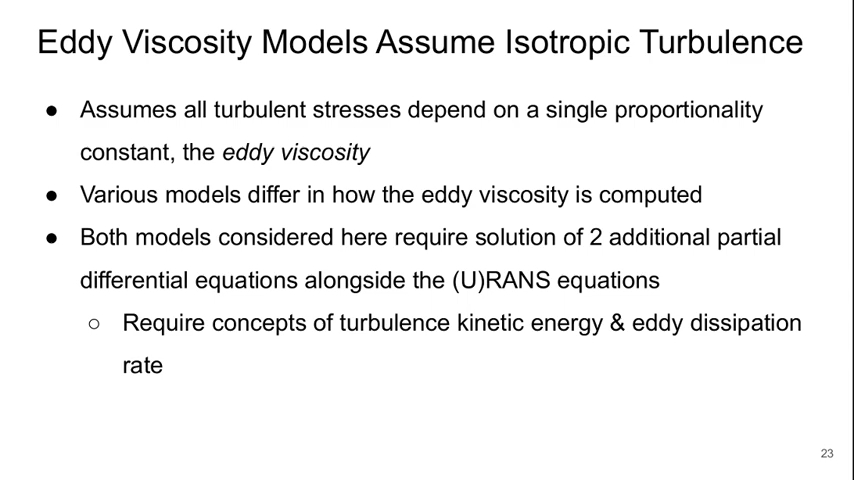 Eddy Viscosity Models Assume Isotropic Turbulence
● Assumes all turbulent stresses depend on a single proportionality
constant, the eddy viscosity
● Various models differ in how the eddy viscosity is computed
● Both models considered here require solution of 2 additional partial
differential equations alongside the (U)RANS equations
○ Require concepts of turbulence kinetic energy & eddy dissipation
rate
23